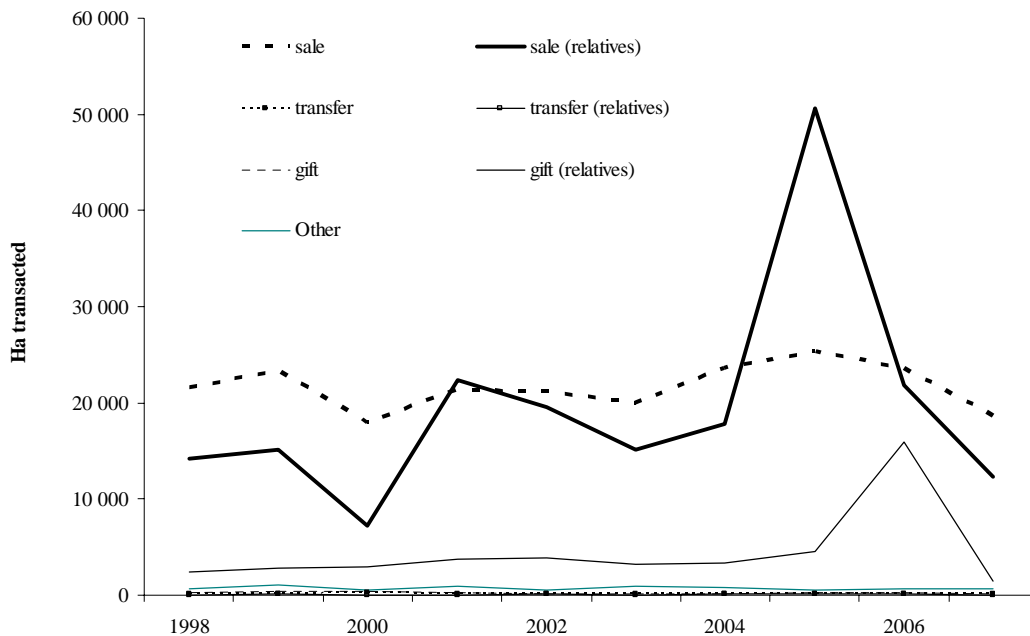 60 000
50 000
40 000
30 000
20 000
10 000
0
Ha transacted
sale
sale (relatives)
transfer
transfer (relatives)
gift
gift (relatives)
Other
1998
2000
2002
2004
2006